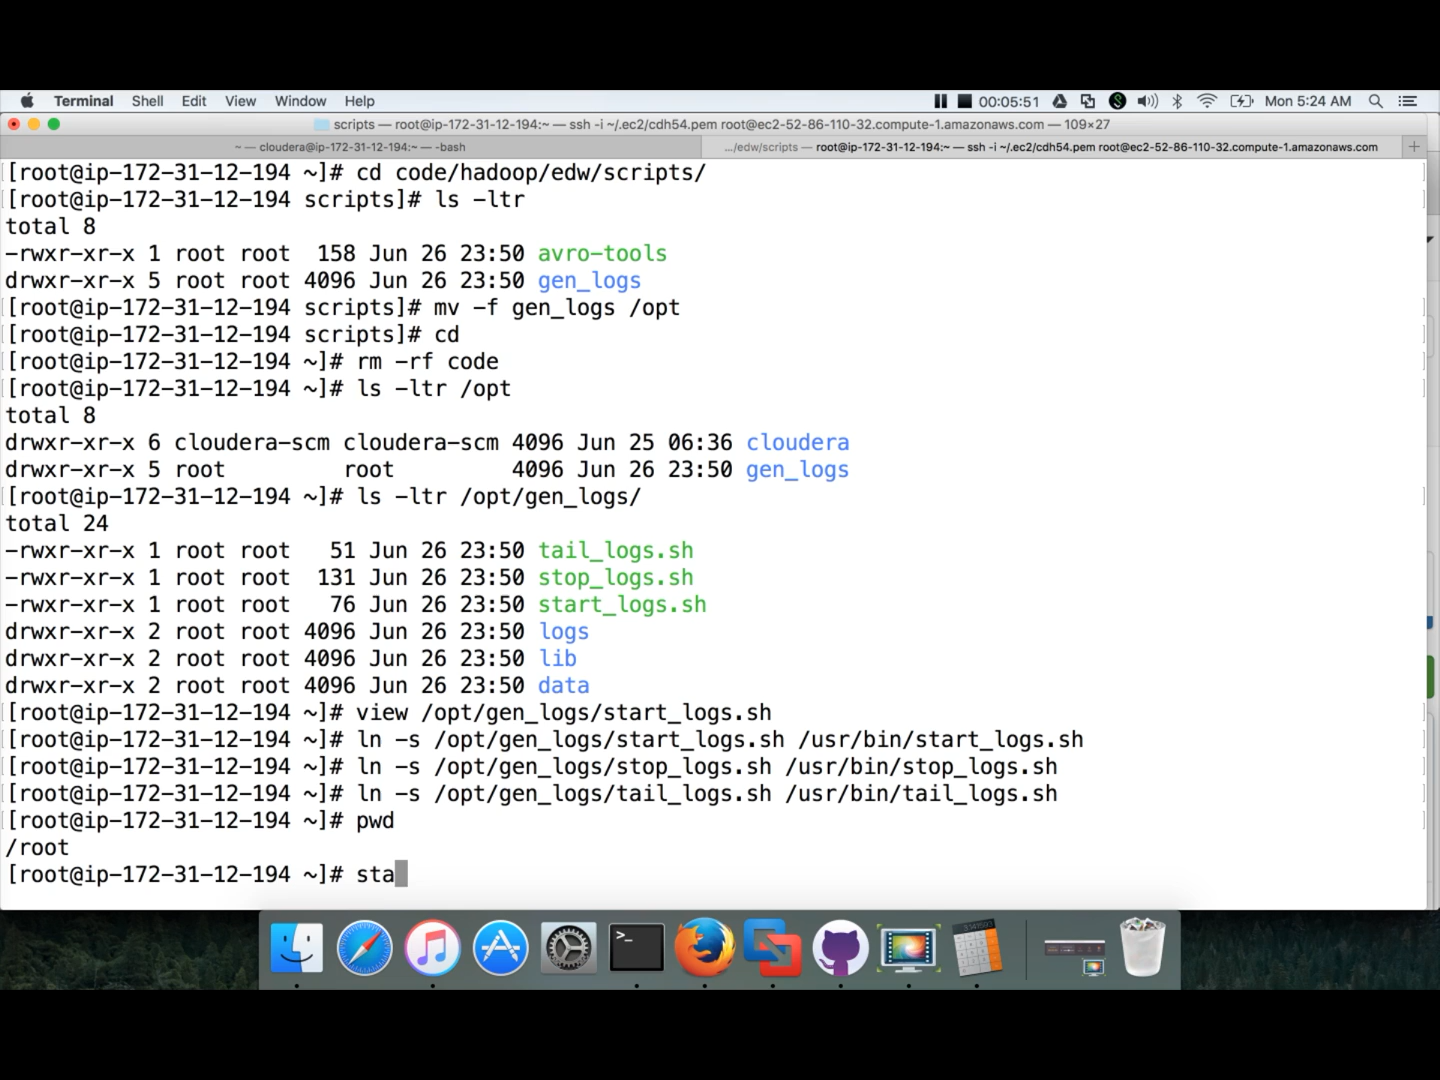 Terminal Shell Edit View Window Help 00:05:51 Mon 5:24 AM
scripts — root@ip-172-31-12-194:~ — ssh -i ~/.ec2/cdh54.pem root@ec2-52-86-110-32.compute-1.amazonaws.com — 109×27
~ — cloudera@ip-172-31-12-194:~ — -bash
.../edw/scripts — root@ip-172-31-12-194:~ — ssh -i ~/.ec2/cdh54.pem root@ec2-52-86-110-32.compute-1.amazonaws.com
[root@ip-172-31-12-194 ~]# cd code/hadoop/edw/scripts/
[root@ip-172-31-12-194 scripts]# ls -ltr
total 8
-rwxr-xr-x 1 root root  158 Jun 26 23:50 avro-tools
drwxr-xr-x 5 root root 4096 Jun 26 23:50 gen_logs
[root@ip-172-31-12-194 scripts]# mv -f gen_logs /opt
[root@ip-172-31-12-194 scripts]# cd
[root@ip-172-31-12-194 ~]# rm -rf code
[root@ip-172-31-12-194 ~]# ls -ltr /opt
total 8
drwxr-xr-x 6 cloudera-scm cloudera-scm 4096 Jun 25 06:36 cloudera
drwxr-xr-x 5 root         root         4096 Jun 26 23:50 gen_logs
[root@ip-172-31-12-194 ~]# ls -ltr /opt/gen_logs/
total 24
-rwxr-xr-x 1 root root   51 Jun 26 23:50 tail_logs.sh
-rwxr-xr-x 1 root root  131 Jun 26 23:50 stop_logs.sh
-rwxr-xr-x 1 root root   76 Jun 26 23:50 start_logs.sh
drwxr-xr-x 2 root root 4096 Jun 26 23:50 logs
drwxr-xr-x 2 root root 4096 Jun 26 23:50 lib
drwxr-xr-x 2 root root 4096 Jun 26 23:50 data
[root@ip-172-31-12-194 ~]# view /opt/gen_logs/start_logs.sh
[root@ip-172-31-12-194 ~]# ln -s /opt/gen_logs/start_logs.sh /usr/bin/start_logs.sh
[root@ip-172-31-12-194 ~]# ln -s /opt/gen_logs/stop_logs.sh /usr/bin/stop_logs.sh
[root@ip-172-31-12-194 ~]# ln -s /opt/gen_logs/tail_logs.sh /usr/bin/tail_logs.sh
[root@ip-172-31-12-194 ~]# pwd
/root
[root@ip-172-31-12-194 ~]# sta